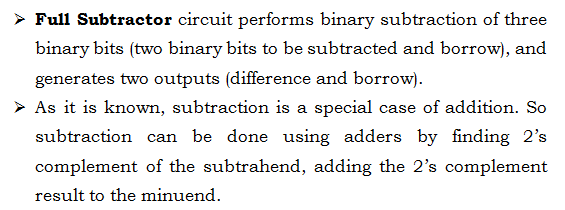 ➢ Full Subtractor circuit performs binary subtraction of three
binary bits (two binary bits to be subtracted and borrow), and
generates two outputs (difference and borrow).
➢ As it is known, subtraction is a special case of addition. So
subtraction can be done using adders by finding 2’s
complement of the subtrahend, adding the 2’s complement
result to the minuend.